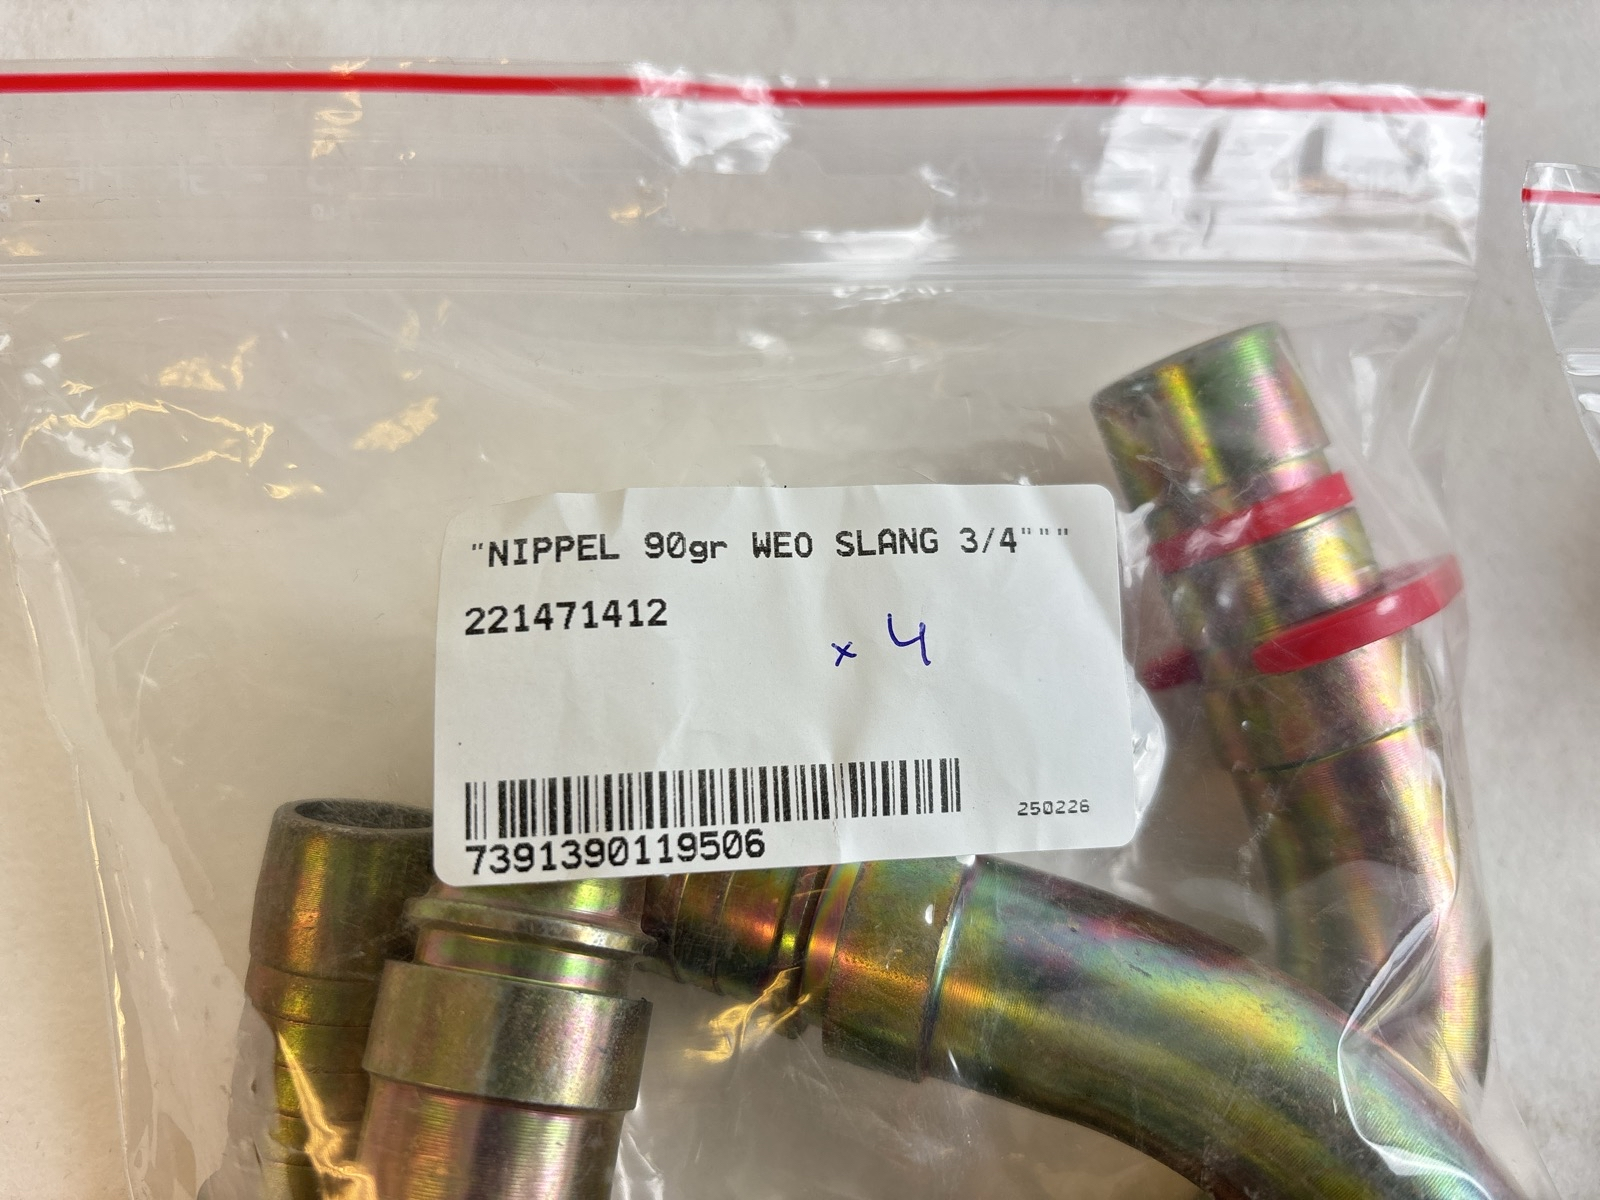 "NIPPEL 90gr WEO SLANG 3/4"""
221471412
x 4
250226
7391390119506